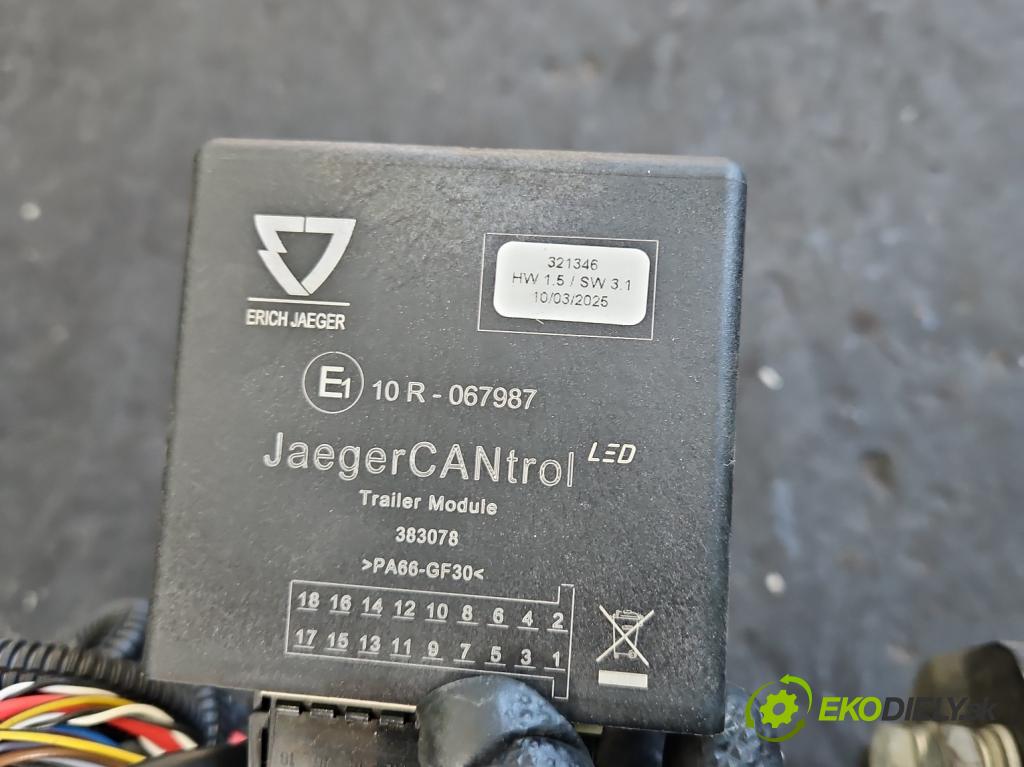 321346
HW 1.5 / SW 3.1
10/03/2025
ERICH JAEGER
E1 10 R - 067987
JaegerCANtrol LED
Trailer Module
383078
>PA66-GF30<
18 16 14 12 10 8 6 4 2
17 15 13 11 9 7 5 3 1
EKODIELY.sk